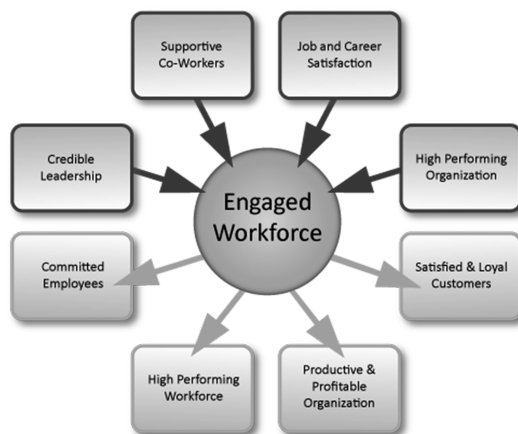 Supportive
Co-Workers
Job and Career
Satisfaction
Credible
Leadership
High Performing
Organization
Engaged
Workforce
Committed
Employees
Satisfied & Loyal
Customers
High Performing
Workforce
Productive &
Profitable
Organization